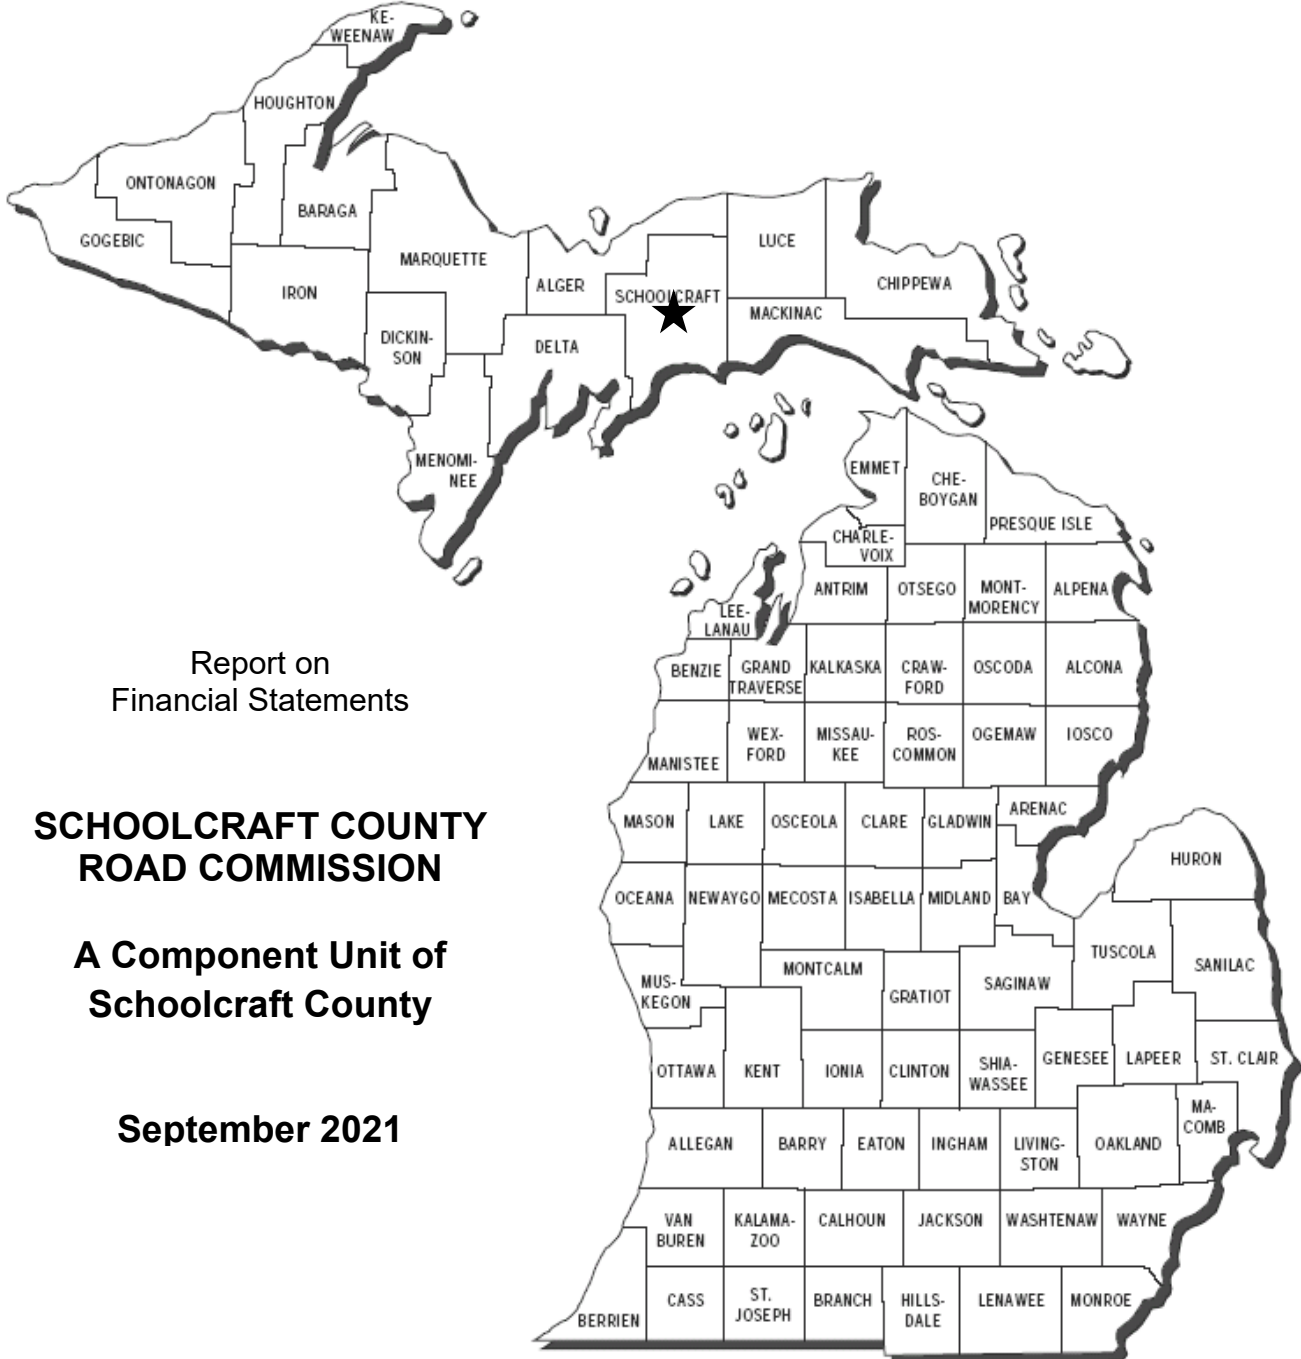 KE-
WEENAW
HOUGHTON
ONTONAGON
BARAGA
GOGEBIC
MARQUETTE
LUCE
ALGER
CHIPPEWA
IRON
SCHOOLCRAFT
MACKINAC
DICKIN-
SON
DELTA
MENOMI-
NEE
EMMET
CHE-
BOYGAN
PRESQUE ISLE
CHARLE-
VOIX
ANTRIM
OTSEGO
MONT-
MORENCY
ALPENA
LEE-
LANAU
BENZIE
GRAND
TRAVERSE
KALKASKA
CRAW-
FORD
OSCODA
ALCONA
Report on
Financial Statements
MANISTEE
WEX-
FORD
MISSAU-
KEE
ROS-
COMMON
OGEMAW
IOSCO
SCHOOLCRAFT COUNTY
ROAD COMMISSION
MASON
LAKE
OSCEOLA
CLARE
GLADWIN
ARENAC
HURON
OCEANA
NEWAYGO
MECOSTA
ISABELLA
MIDLAND
BAY
A Component Unit of
Schoolcraft County
TUSCOLA
SANILAC
MUS-
KEGON
MONTCALM
GRATIOT
SAGINAW
OTTAWA
KENT
IONIA
CLINTON
SHIA-
WASSEE
GENESEE
LAPEER
ST. CLAIR
September 2021
ALLEGAN
BARRY
EATON
INGHAM
LIVING-
STON
OAKLAND
MA-
COMB
VAN
BUREN
KALAMA-
ZOO
CALHOUN
JACKSON
WASHTENAW
WAYNE
BERRIEN
CASS
ST.
JOSEPH
BRANCH
HILLS-
DALE
LENAWEE
MONROE